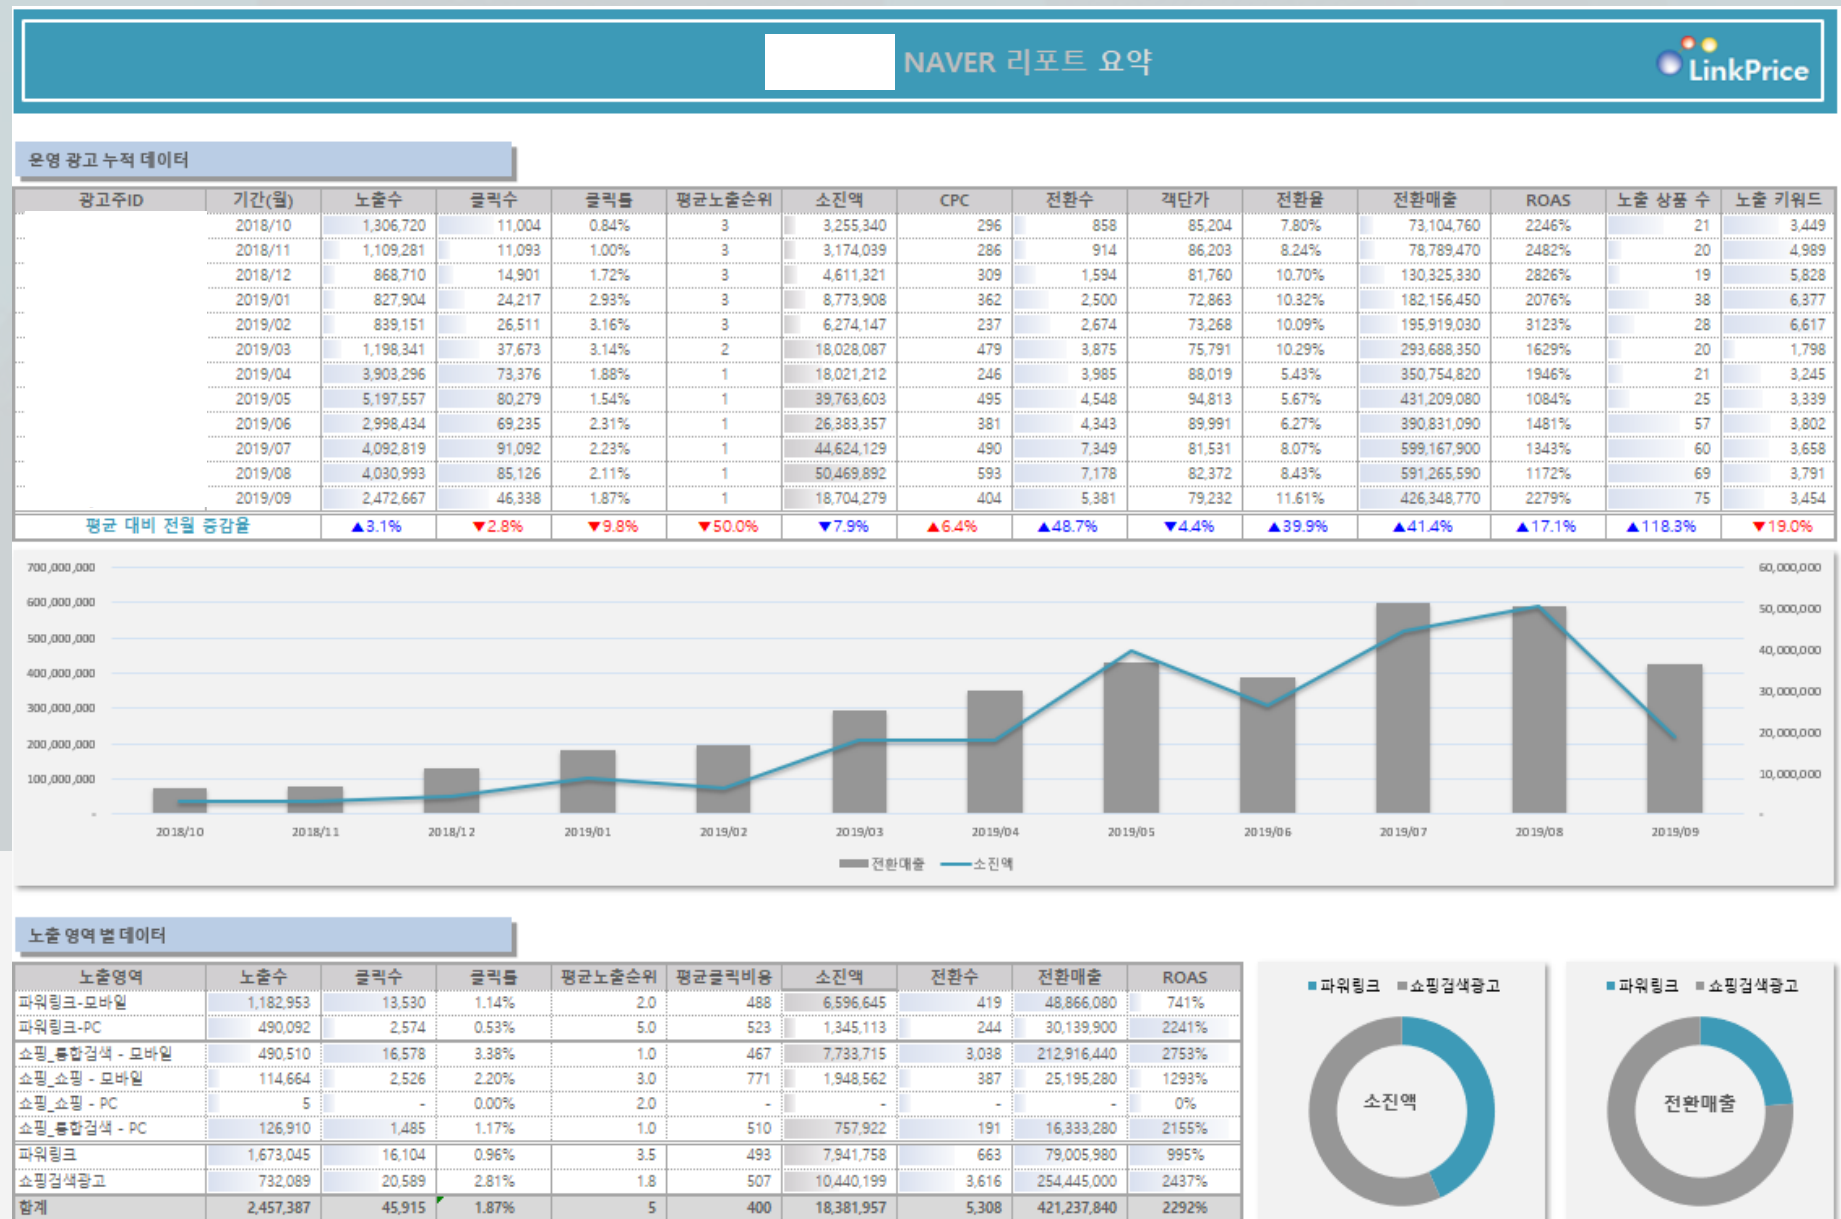 NAVER 리포트 요약
LinkPrice
운영 광고 누적 데이터
광고주ID 기간(월) 노출수 클릭수 클릭률 평균노출순위 소진액 CPC 전환수 객단가 전환율 전환매출 ROAS 노출 상품 수 노출 키워드
2018/10 1,306,720 11,004 0.84% 3 3,255,340 296 858 85,204 7.80% 73,104,760 2246% 21 3,449
2018/11 1,109,281 11,093 1.00% 3 3,174,039 286 914 86,203 8.24% 78,789,470 2482% 20 4,989
2018/12 868,710 14,901 1.72% 3 4,611,321 309 1,594 81,760 10.70% 130,325,330 2826% 19 5,828
2019/01 827,904 24,217 2.93% 3 8,773,908 362 2,500 72,863 10.32% 182,156,450 2076% 38 6,377
2019/02 839,151 26,511 3.16% 3 6,274,147 237 2,674 73,268 10.09% 195,919,030 3123% 28 6,617
2019/03 1,198,341 37,673 3.14% 2 18,028,087 479 3,875 75,791 10.29% 293,688,350 1629% 20 1,798
2019/04 3,903,296 73,376 1.88% 1 18,021,212 246 3,985 88,019 5.43% 350,754,820 1946% 21 3,245
2019/05 5,197,557 80,279 1.54% 1 39,763,603 495 4,548 94,813 5.67% 431,209,080 1084% 25 3,339
2019/06 2,998,434 69,235 2.31% 1 26,383,357 381 4,343 89,991 6.27% 390,831,090 1481% 57 3,802
2019/07 4,092,819 91,092 2.23% 1 44,624,129 490 7,349 81,531 8.07% 599,167,900 1343% 60 3,658
2019/08 4,030,993 85,126 2.11% 1 50,469,892 593 7,178 82,372 8.43% 591,265,590 1172% 69 3,791
2019/09 2,472,667 46,338 1.87% 1 18,704,279 404 5,381 79,232 11.61% 426,348,770 2279% 75 3,454
평균 대비 전월 증감율 ▲3.1% ▼2.8% ▼9.8% ▼50.0% ▼7.9% ▲6.4% ▲48.7% ▼4.4% ▲39.9% ▲41.4% ▲17.1% ▲118.3% ▼19.0%
700,000,000 60,000,000
600,000,000 50,000,000
500,000,000 40,000,000
400,000,000 30,000,000
300,000,000 20,000,000
200,000,000 10,000,000
100,000,000
- -
2018/10 2018/11 2018/12 2019/01 2019/02 2019/03 2019/04 2019/05 2019/06 2019/07 2019/08 2019/09
전환매출 소진액
노출 영역 별 데이터
노출영역 노출수 클릭수 클릭률 평균노출순위 평균클릭비용 소진액 전환수 전환매출 ROAS
파워링크-모바일 1,182,953 13,530 1.14% 2.0 488 6,596,645 419 48,866,080 741%
파워링크-PC 490,092 2,574 0.53% 5.0 523 1,345,113 244 30,139,900 2241%
쇼핑_통합검색 - 모바일 490,510 16,578 3.38% 1.0 467 7,733,715 3,038 212,916,440 2753%
쇼핑_쇼핑 - 모바일 114,664 2,526 2.20% 3.0 771 1,948,562 387 25,195,280 1293%
쇼핑_쇼핑 - PC 5 - 0.00% 2.0 - - - - 0%
쇼핑_통합검색 - PC 126,910 1,485 1.17% 1.0 510 757,922 191 16,333,280 2155%
파워링크 1,673,045 16,104 0.96% 3.5 493 7,941,758 663 79,005,980 995%
쇼핑검색광고 732,089 20,589 2.81% 1.8 507 10,440,199 3,616 254,445,000 2437%
합계 2,457,387 45,915 1.87% 5 400 18,381,957 5,308 421,237,840 2292%
파워링크 쇼핑검색광고
소진액
파워링크 쇼핑검색광고
전환매출